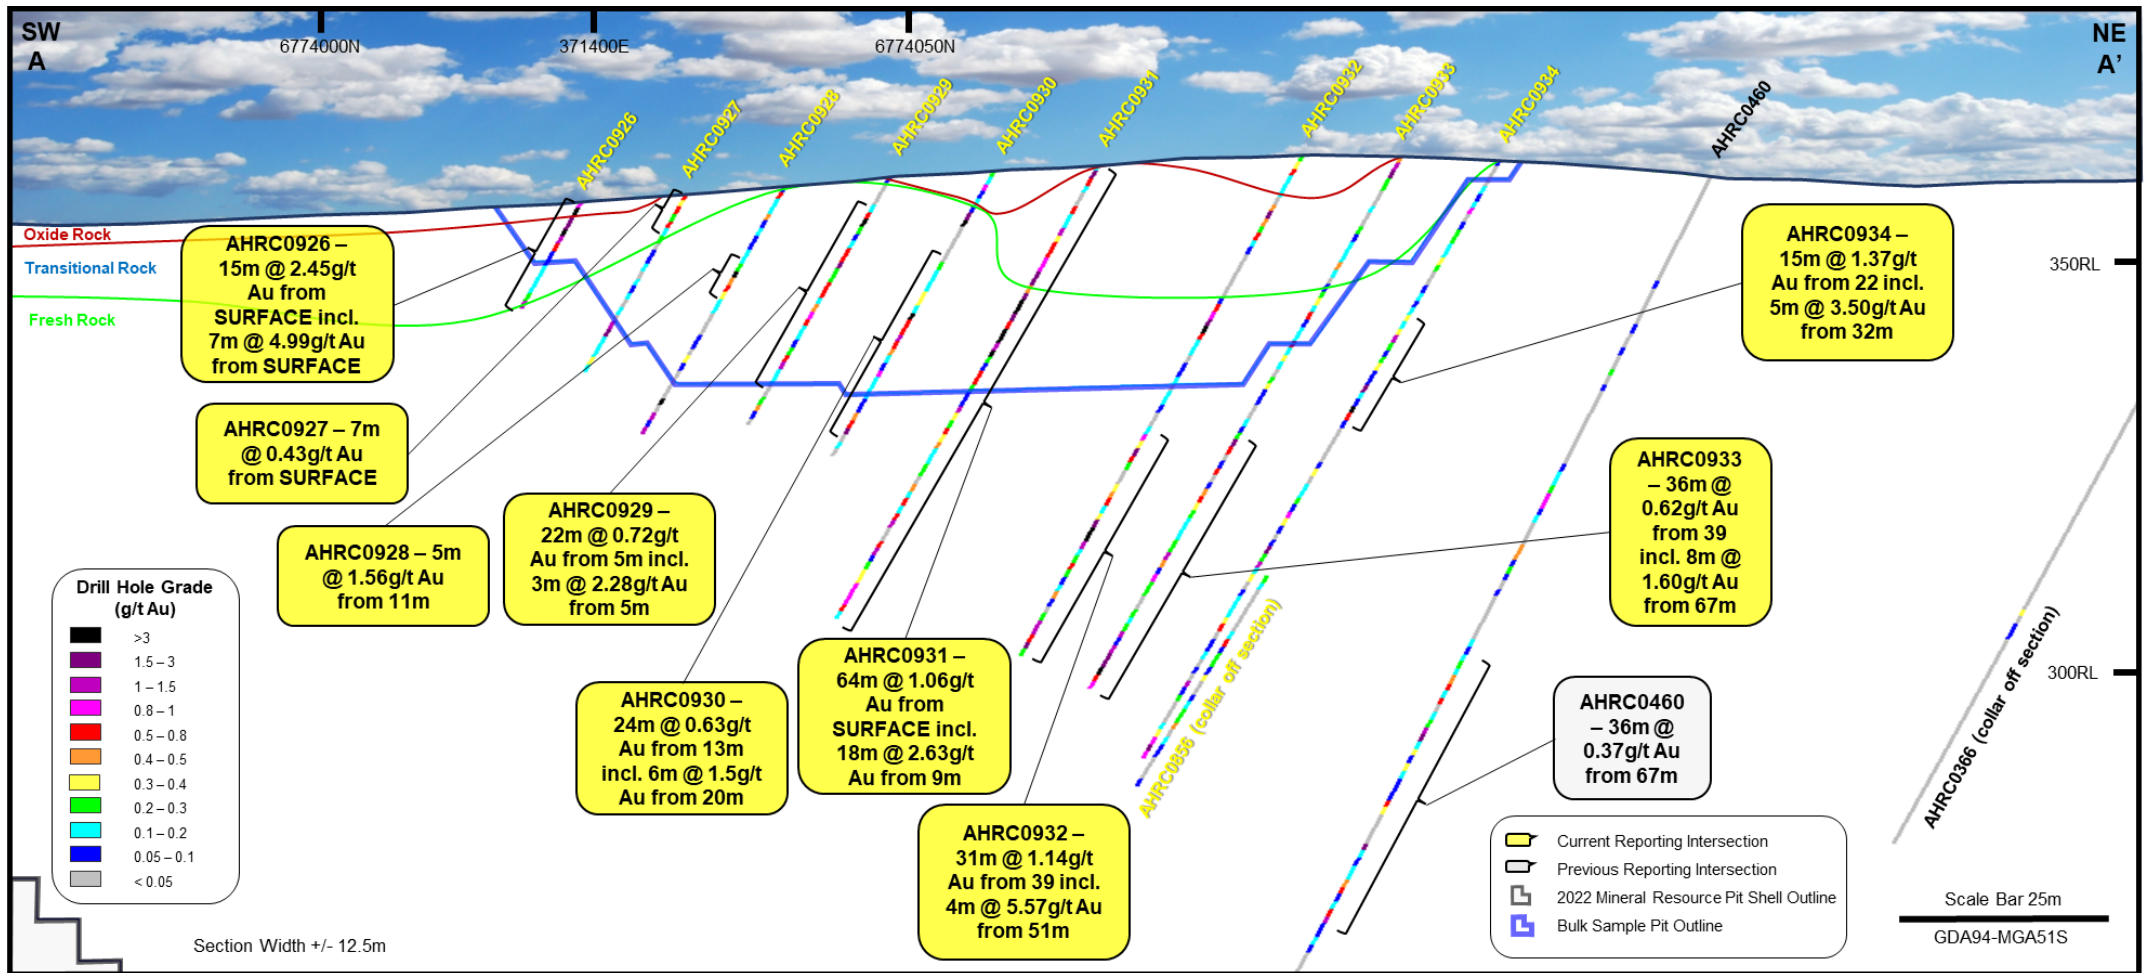 SW
A
NE
A'
6774000N
371400E
6774050N
AHRC0926
AHRC0927
AHRC0928
AHRC0929
AHRC0930
AHRC0931
AHRC0932
AHRC0933
AHRC0934
AHRC0460
Oxide Rock
Transitional Rock
Fresh Rock
350RL
300RL
AHRC0926 –
15m @ 2.45g/t
Au from
SURFACE incl.
7m @ 4.99g/t Au
from SURFACE
AHRC0927 – 7m
@ 0.43g/t Au
from SURFACE
AHRC0928 – 5m
@ 1.56g/t Au
from 11m
AHRC0929 –
22m @ 0.72g/t
Au from 5m incl.
3m @ 2.28g/t Au
from 5m
AHRC0930 –
24m @ 0.63g/t
Au from 13m
incl. 6m @ 1.5g/t
Au from 20m
AHRC0931 –
64m @ 1.06g/t
Au from
SURFACE incl.
18m @ 2.63g/t
Au from 9m
AHRC0932 –
31m @ 1.14g/t
Au from 39 incl.
4m @ 5.57g/t Au
from 51m
AHRC0934 –
15m @ 1.37g/t
Au from 22 incl.
5m @ 3.50g/t Au
from 32m
AHRC0933
– 36m @
0.62g/t Au
from 39
incl. 8m @
1.60g/t Au
from 67m
AHRC0460
– 36m @
0.37g/t Au
from 67m
AHRC0856 (collar off section)
AHRC0366 (collar off section)
Drill Hole Grade
(g/t Au)
>3
1.5 – 3
1 – 1.5
0.8 – 1
0.5 – 0.8
0.4 – 0.5
0.3 – 0.4
0.2 – 0.3
0.1 – 0.2
0.05 – 0.1
< 0.05
Section Width +/- 12.5m
Current Reporting Intersection
Previous Reporting Intersection
2022 Mineral Resource Pit Shell Outline
Bulk Sample Pit Outline
Scale Bar 25m
GDA94-MGA51S